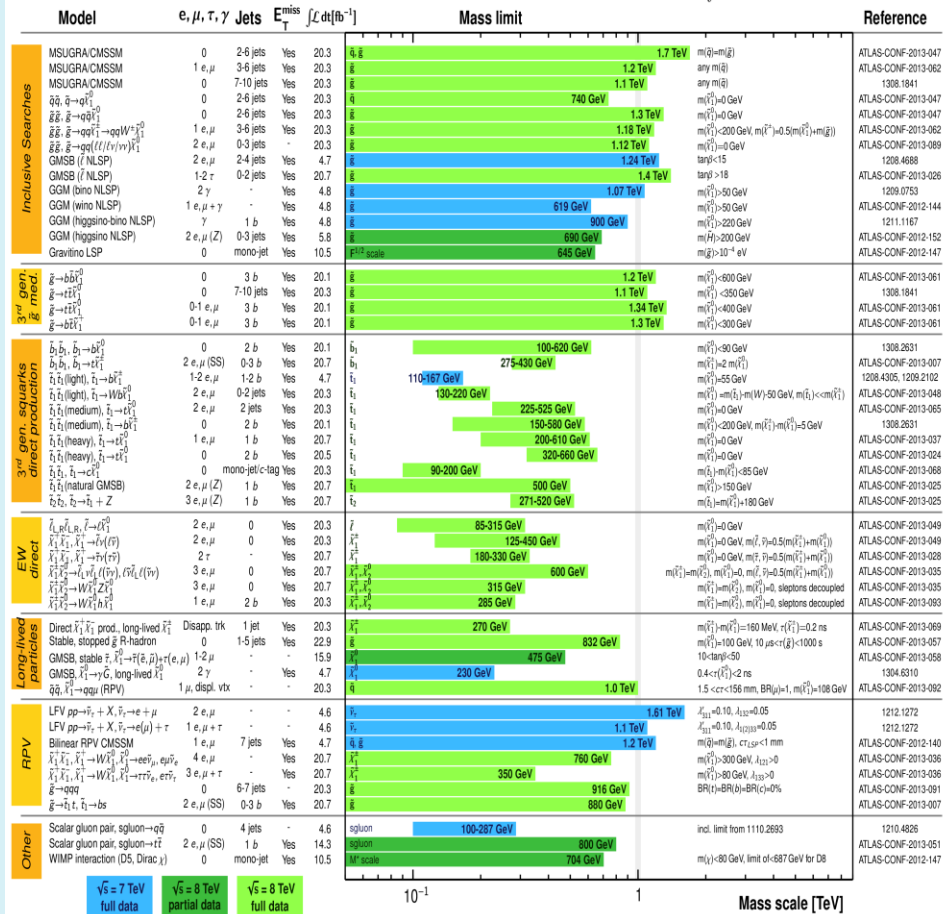 Model e, μ, τ, γ Jets E_T^miss ∫L dt[fb⁻¹] Mass limit Reference
Inclusive Searches
MSUGRA/CMSSM 0 2-6 jets Yes 20.3 q̃, g̃ 1.7 TeV m(q̃)=m(g̃) ATLAS-CONF-2013-047
MSUGRA/CMSSM 1 e, μ 3-6 jets Yes 20.3 g̃ 1.2 TeV any m(q̃) ATLAS-CONF-2013-062
MSUGRA/CMSSM 0 7-10 jets Yes 20.3 g̃ 1.1 TeV any m(q̃) 1308.1841
q̃q̃, q̃→qχ̃₁⁰ 0 2-6 jets Yes 20.3 q̃ 740 GeV m(χ̃₁⁰)=0 GeV ATLAS-CONF-2013-047
g̃g̃, g̃→qq̄χ̃₁⁰ 0 2-6 jets Yes 20.3 g̃ 1.3 TeV m(χ̃₁⁰)=0 GeV ATLAS-CONF-2013-047
g̃g̃, g̃→qqχ̃₁±→qqW±χ̃₁⁰ 1 e, μ 3-6 jets Yes 20.3 g̃ 1.18 TeV m(χ̃₁⁰)<200 GeV, m(χ̃±)=0.5(m(χ̃₁⁰)+m(g̃)) ATLAS-CONF-2013-062
g̃g̃, g̃→qq(ℓℓ/ℓν/νν)χ̃₁⁰ 2 e, μ 0-3 jets - 20.3 g̃ 1.12 TeV m(χ̃₁⁰)=0 GeV ATLAS-CONF-2013-089
GMSB (ℓ̃ NLSP) 2 e, μ 2-4 jets Yes 4.7 g̃ 1.24 TeV tanβ<15 1208.4688
GMSB (ℓ̃ NLSP) 1-2 τ 0-2 jets Yes 20.7 g̃ 1.4 TeV tanβ >18 ATLAS-CONF-2013-026
GGM (bino NLSP) 2 γ - Yes 4.8 g̃ 1.07 TeV m(χ̃₁⁰)>50 GeV 1209.0753
GGM (wino NLSP) 1 e, μ + γ - Yes 4.8 g̃ 619 GeV m(χ̃₁⁰)>50 GeV ATLAS-CONF-2012-144
GGM (higgsino-bino NLSP) γ 1 b Yes 4.8 g̃ 900 GeV m(χ̃₁⁰)>220 GeV 1211.1167
GGM (higgsino NLSP) 2 e, μ (Z) 0-3 jets Yes 5.8 g̃ 690 GeV m(H̃)>200 GeV ATLAS-CONF-2012-152
Gravitino LSP 0 mono-jet Yes 10.5 F^1/2 scale 645 GeV m(g̃)>10⁻⁴ eV ATLAS-CONF-2012-147
3rd gen. g̃ med.
g̃→bb̄χ̃₁⁰ 0 3 b Yes 20.1 g̃ 1.2 TeV m(χ̃₁⁰)<600 GeV ATLAS-CONF-2013-061
g̃→tt̄χ̃₁⁰ 0 7-10 jets Yes 20.3 g̃ 1.1 TeV m(χ̃₁⁰) <350 GeV 1308.1841
g̃→tt̄χ̃₁⁰ 0-1 e, μ 3 b Yes 20.1 g̃ 1.34 TeV m(χ̃₁⁰)<400 GeV ATLAS-CONF-2013-061
g̃→bt̄χ̃₁⁺ 0-1 e, μ 3 b Yes 20.1 g̃ 1.3 TeV m(χ̃₁⁰)<300 GeV ATLAS-CONF-2013-061
3rd gen. squarks direct production
b̃₁b̃₁, b̃₁→bχ̃₁⁰ 0 2 b Yes 20.1 b̃₁ 100-620 GeV m(χ̃₁⁰)<90 GeV 1308.2631
b̃₁b̃₁, b̃₁→tχ̃₁± 2 e, μ (SS) 0-3 b Yes 20.7 b̃₁ 275-430 GeV m(χ̃₁±)=2 m(χ̃₁⁰) ATLAS-CONF-2013-007
t̃₁t̃₁(light), t̃₁→bχ̃₁± 1-2 e, μ 1-2 b Yes 4.7 t̃₁ 110-167 GeV m(χ̃₁⁰)=55 GeV 1208.4305, 1209.2102
t̃₁t̃₁(light), t̃₁→Wbχ̃₁⁰ 2 e, μ 0-2 jets Yes 20.3 t̃₁ 130-220 GeV m(χ̃₁⁰) =m(t̃₁)-m(W)-50 GeV, m(t̃₁)<<m(χ̃₁±) ATLAS-CONF-2013-048
t̃₁t̃₁(medium), t̃₁→tχ̃₁⁰ 2 e, μ 2 jets Yes 20.3 t̃₁ 225-525 GeV m(χ̃₁⁰)=0 GeV ATLAS-CONF-2013-065
t̃₁t̃₁(medium), t̃₁→bχ̃₁± 0 2 b Yes 20.1 t̃₁ 150-580 GeV m(χ̃₁⁰)<200 GeV, m(χ̃₁±)-m(χ̃₁⁰)=5 GeV 1308.2631
t̃₁t̃₁(heavy), t̃₁→tχ̃₁⁰ 1 e, μ 1 b Yes 20.7 t̃₁ 200-610 GeV m(χ̃₁⁰)=0 GeV ATLAS-CONF-2013-037
t̃₁t̃₁(heavy), t̃₁→tχ̃₁⁰ 0 2 b Yes 20.5 t̃₁ 320-660 GeV m(χ̃₁⁰)=0 GeV ATLAS-CONF-2013-024
t̃₁t̃₁, t̃₁→cχ̃₁⁰ 0 mono-jet/c-tag Yes 20.3 t̃₁ 90-200 GeV m(t̃₁)-m(χ̃₁⁰)<85 GeV ATLAS-CONF-2013-068
t̃₁t̃₁(natural GMSB) 2 e, μ (Z) 1 b Yes 20.7 t̃₁ 500 GeV m(χ̃₁⁰)>150 GeV ATLAS-CONF-2013-025
t̃₂t̃₂, t̃₂→t̃₁ + Z 3 e, μ (Z) 1 b Yes 20.7 t̃₂ 271-520 GeV m(t̃₁)=m(χ̃₁⁰)+180 GeV ATLAS-CONF-2013-025
EW direct
ℓ̃L,Rℓ̃L,R, ℓ̃→ℓχ̃₁⁰ 2 e, μ 0 Yes 20.3 ℓ̃ 85-315 GeV m(χ̃₁⁰)=0 GeV ATLAS-CONF-2013-049
χ̃₁⁺χ̃₁⁻, χ̃₁⁺→ℓ̃ν(ℓν̃) 2 e, μ 0 Yes 20.3 χ̃₁± 125-450 GeV m(χ̃₁⁰)=0 GeV, m(ℓ̃, ν̃)=0.5(m(χ̃₁±)+m(χ̃₁⁰)) ATLAS-CONF-2013-049
χ̃₁⁺χ̃₁⁻, χ̃₁⁺→τ̃ν(τν̃) 2 τ - Yes 20.7 χ̃₁± 180-330 GeV m(χ̃₁⁰)=0 GeV, m(τ̃, ν̃)=0.5(m(χ̃₁±)+m(χ̃₁⁰)) ATLAS-CONF-2013-028
χ̃₁±χ̃₂⁰→ℓ̃Lνℓ̃Lℓ(ν̃ν), ℓν̃ℓ̃Lℓ(ν̃ν) 3 e, μ 0 Yes 20.7 χ̃₁±, χ̃₂⁰ 600 GeV m(χ̃₁±)=m(χ̃₂⁰), m(χ̃₁⁰)=0, m(ℓ̃, ν̃)=0.5(m(χ̃₁±)+m(χ̃₁⁰)) ATLAS-CONF-2013-035
χ̃₁±χ̃₂⁰→Wχ̃₁⁰Zχ̃₁⁰ 3 e, μ 0 Yes 20.7 χ̃₁±, χ̃₂⁰ 315 GeV m(χ̃₁±)=m(χ̃₂⁰), m(χ̃₁⁰)=0, sleptons decoupled ATLAS-CONF-2013-035
χ̃₁±χ̃₂⁰→Wχ̃₁⁰hχ̃₁⁰ 1 e, μ 2 b Yes 20.3 χ̃₁±, χ̃₂⁰ 285 GeV m(χ̃₁±)=m(χ̃₂⁰), m(χ̃₁⁰)=0, sleptons decoupled ATLAS-CONF-2013-093
Long-lived particles
Direct χ̃₁⁺χ̃₁⁻ prod., long-lived χ̃₁± Disapp. trk 1 jet Yes 20.3 χ̃₁± 270 GeV m(χ̃₁±)-m(χ̃₁⁰)=160 MeV, τ(χ̃₁±)=0.2 ns ATLAS-CONF-2013-069
Stable, stopped g̃ R-hadron 0 1-5 jets Yes 22.9 g̃ 832 GeV m(χ̃₁⁰)=100 GeV, 10 μs<τ(g̃)<1000 s ATLAS-CONF-2013-057
GMSB, stable τ̃, χ̃₁⁰→τ̃(ẽ, μ̃)+τ(e, μ) 1-2 μ - - 15.9 χ̃₁⁰ 475 GeV 10<tanβ<50 ATLAS-CONF-2013-058
GMSB, χ̃₁⁰→γG̃, long-lived χ̃₁⁰ 2 γ - Yes 4.7 χ̃₁⁰ 230 GeV 0.4<τ(χ̃₁⁰)<2 ns 1304.6310
q̃q̃, χ̃₁⁰→qqμ (RPV) 1 μ, displ. vtx - - 20.3 q̃ 1.0 TeV 1.5 <cτ<156 mm, BR(μ)=1, m(χ̃₁⁰)=108 GeV ATLAS-CONF-2013-092
RPV
LFV pp→ν̃τ + X, ν̃τ→e + μ 2 e, μ - - 4.6 ν̃τ 1.61 TeV λ′₃₁₁=0.10, λ₁₃₂=0.05 1212.1272
LFV pp→ν̃τ + X, ν̃τ→e(μ) + τ 1 e, μ + τ - - 4.6 ν̃τ 1.1 TeV λ′₃₁₁=0.10, λ₁₍₂₎₃₃=0.05 1212.1272
Bilinear RPV CMSSM 1 e, μ 7 jets Yes 4.7 q̃, g̃ 1.2 TeV m(q̃)=m(g̃), cτLSP<1 mm ATLAS-CONF-2012-140
χ̃₁⁺χ̃₁⁻, χ̃₁⁺→Wχ̃₁⁰, χ̃₁⁰→eeν̃μ, eμν̃e 4 e, μ - Yes 20.7 χ̃₁± 760 GeV m(χ̃₁⁰)>300 GeV, λ₁₂₁>0 ATLAS-CONF-2013-036
χ̃₁⁺χ̃₁⁻, χ̃₁⁺→Wχ̃₁⁰, χ̃₁⁰→ττν̃e, eτν̃τ 3 e, μ + τ - Yes 20.7 χ̃₁± 350 GeV m(χ̃₁⁰)>80 GeV, λ₁₃₃>0 ATLAS-CONF-2013-036
g̃→qqq 0 6-7 jets - 20.3 g̃ 916 GeV BR(t)=BR(b)=BR(c)=0% ATLAS-CONF-2013-091
g̃→t̃₁t, t̃₁→bs 2 e, μ (SS) 0-3 b Yes 20.7 g̃ 880 GeV ATLAS-CONF-2013-007
Other
Scalar gluon pair, sgluon→qq̄ 0 4 jets - 4.6 sgluon 100-287 GeV incl. limit from 1110.2693 1210.4826
Scalar gluon pair, sgluon→tt̄ 2 e, μ (SS) 1 b Yes 14.3 sgluon 800 GeV ATLAS-CONF-2013-051
WIMP interaction (D5, Dirac χ) 0 mono-jet Yes 10.5 M* scale 704 GeV m(χ)<80 GeV, limit of<687 GeV for D8 ATLAS-CONF-2012-147
√s = 7 TeV full data
√s = 8 TeV partial data
√s = 8 TeV full data
10⁻¹ 1
Mass scale [TeV]